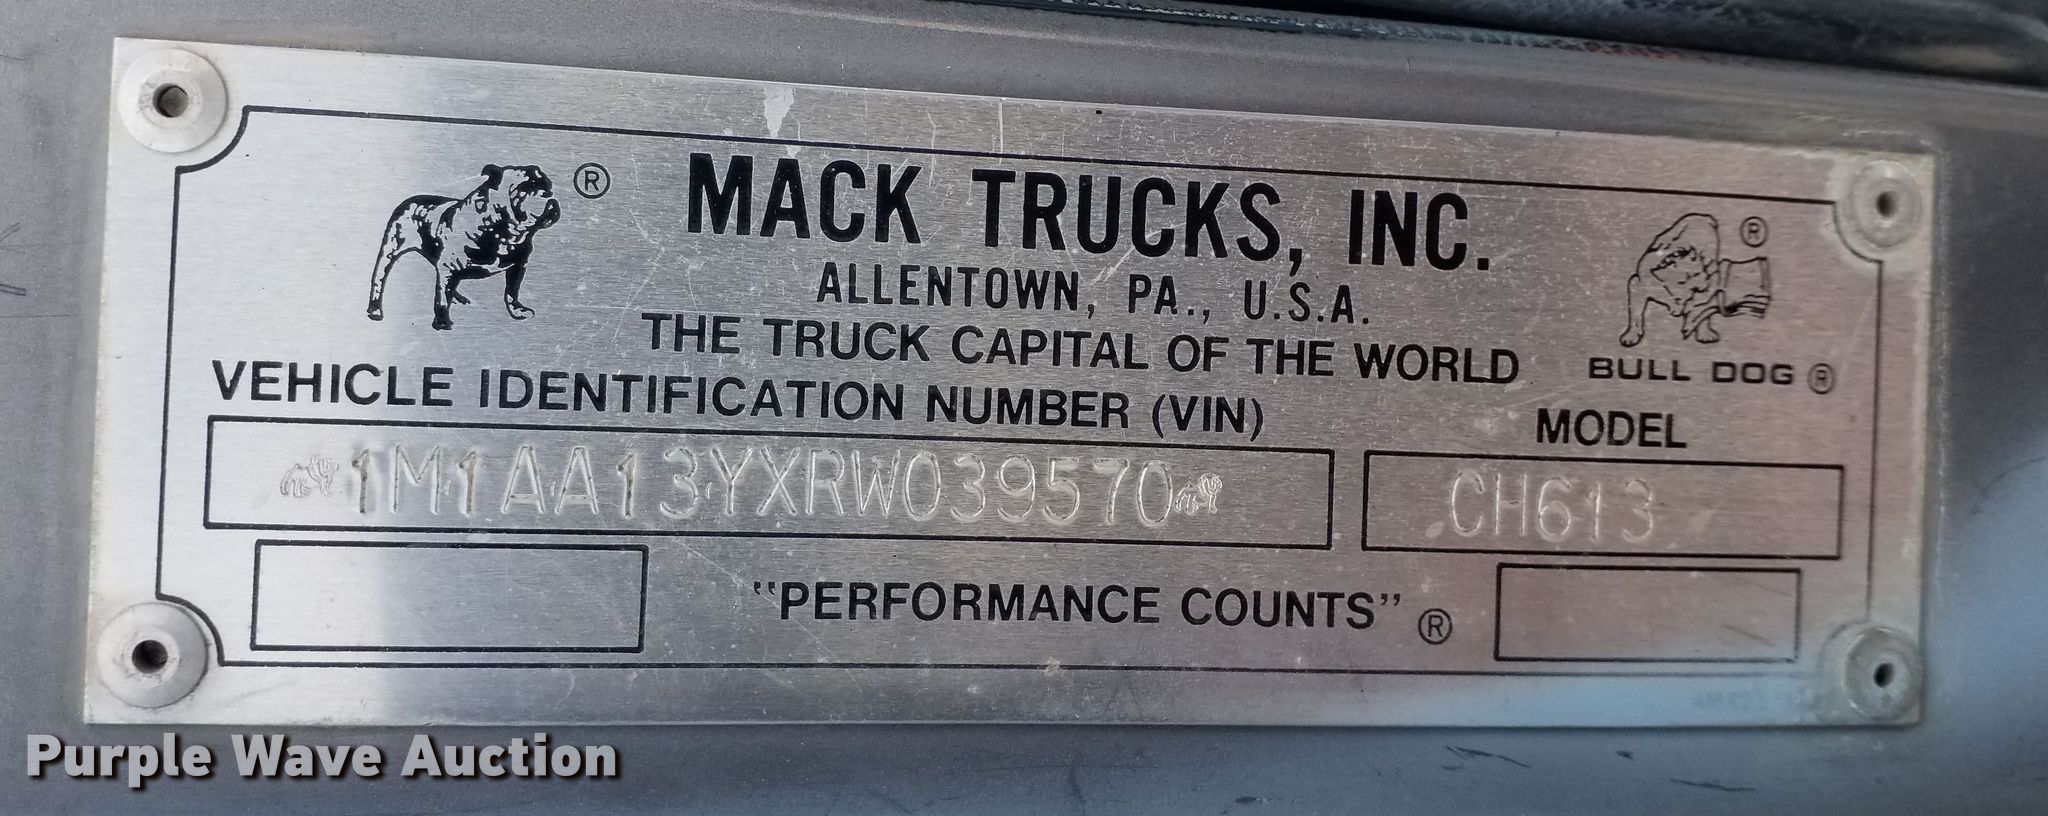 MACK TRUCKS, INC.
ALLENTOWN, PA., U.S.A.
THE TRUCK CAPITAL OF THE WORLD
BULL DOG ®
VEHICLE IDENTIFICATION NUMBER (VIN)
MODEL
1M1AA13YXRW039570
CH613
"PERFORMANCE COUNTS" ®
Purple Wave Auction